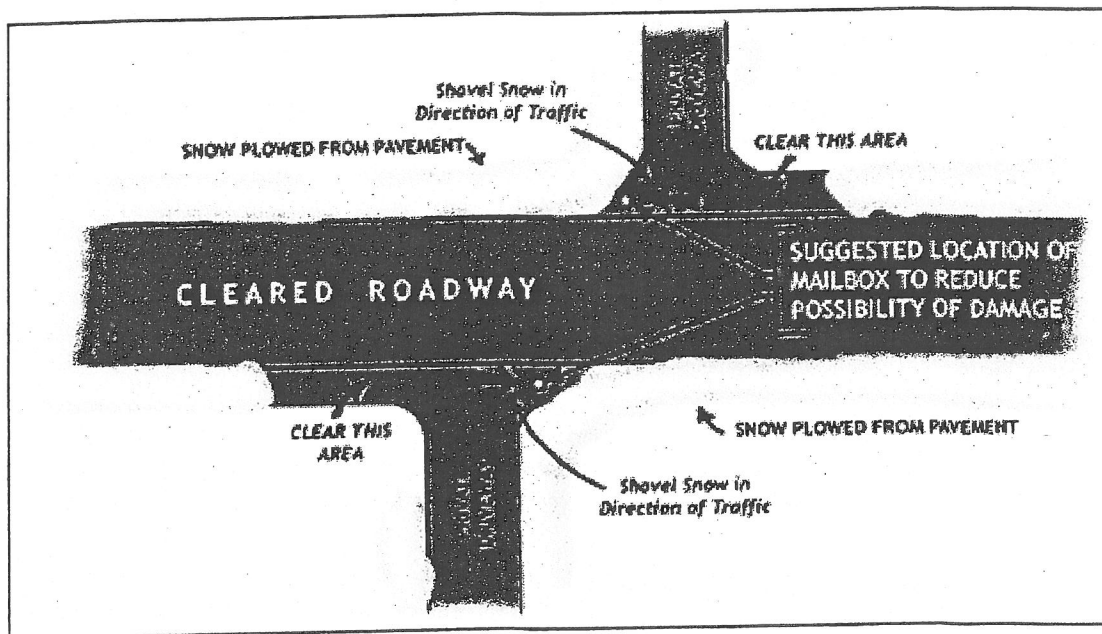 Shovel Snow in
Direction of Traffic
SNOW PLOWED FROM PAVEMENT
CLEAR THIS AREA
SUGGESTED LOCATION OF
MAILBOX TO REDUCE
POSSIBILITY OF DAMAGE
CLEARED ROADWAY
CLEAR THIS
AREA
SNOW PLOWED FROM PAVEMENT
Shovel Snow in
Direction of Traffic